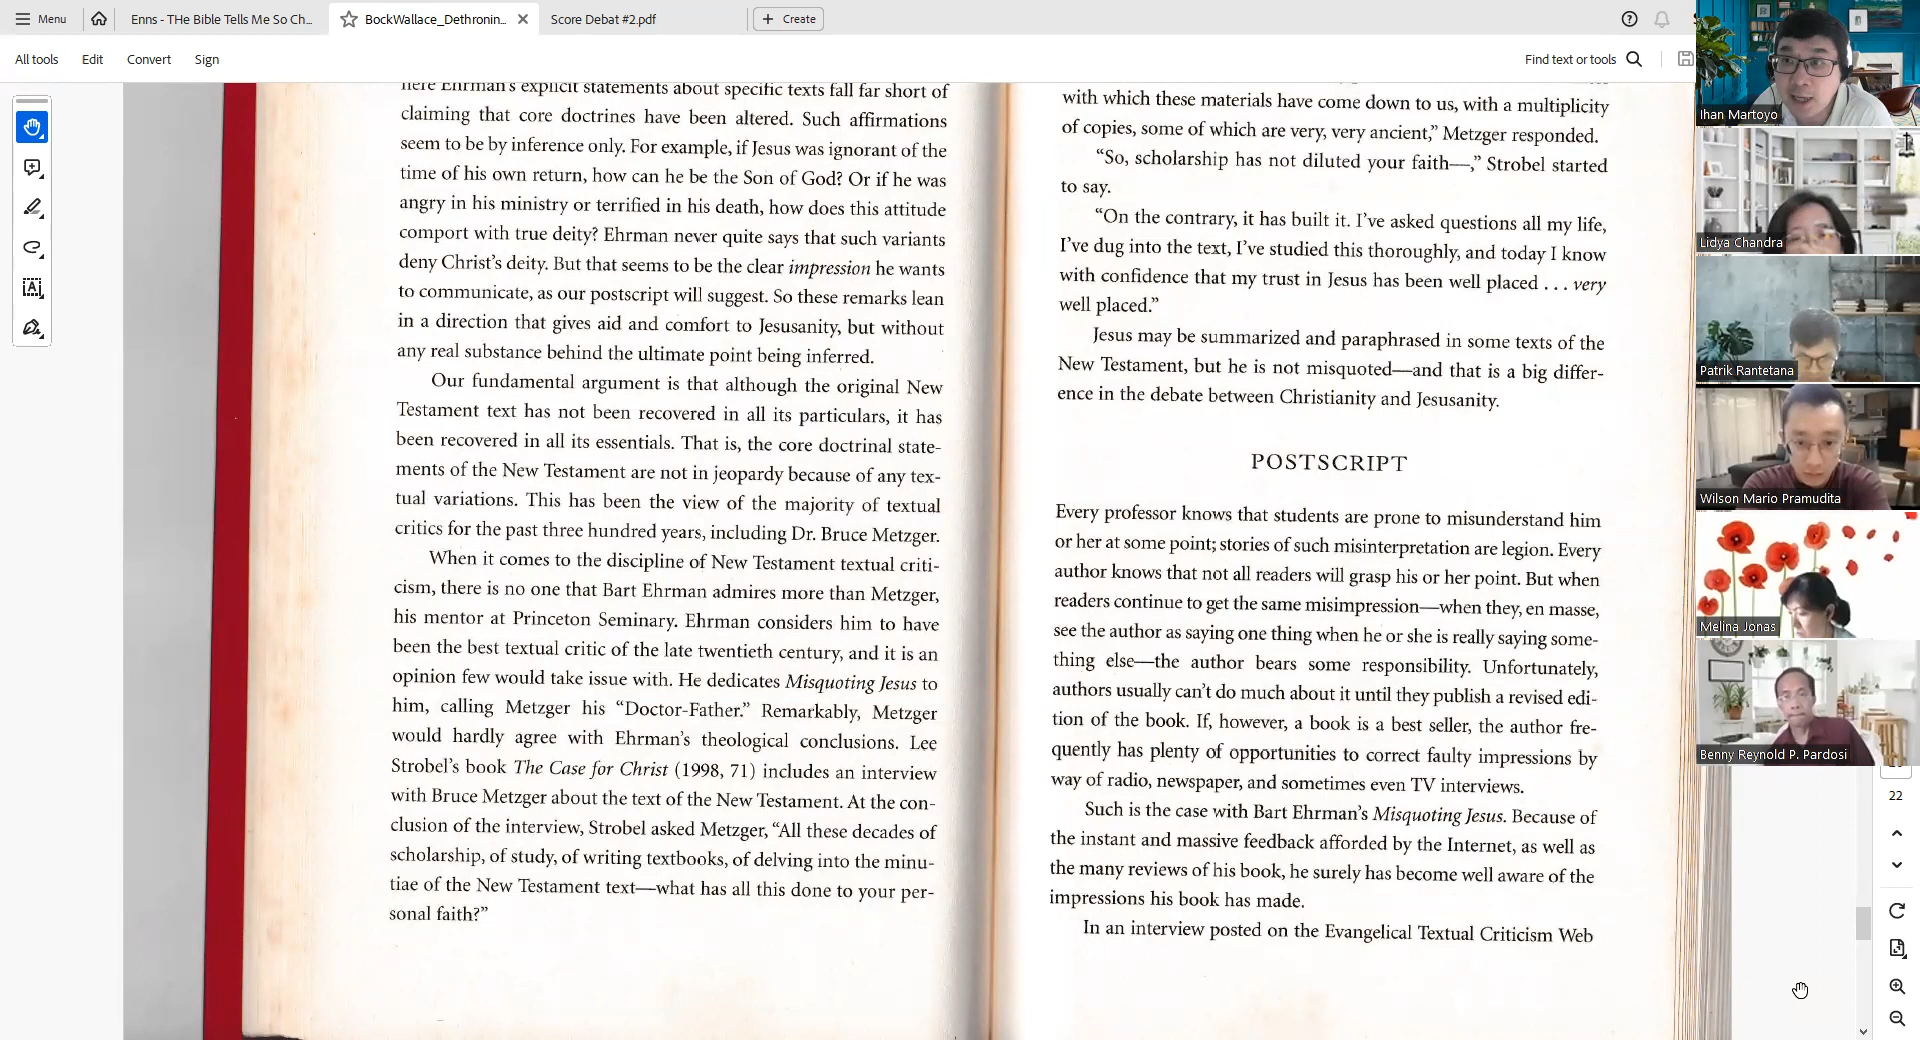 Menu
Enns - THe Bible Tells Me So Ch...
BockWallace_Dethronin...
Score Debat #2.pdf
Create
All tools
Edit
Convert
Sign
Find text or tools
here Ehrman's explicit statements about specific texts fall far short of
claiming that core doctrines have been altered. Such affirmations
seem to be by inference only. For example, if Jesus was ignorant of the
time of his own return, how can he be the Son of God? Or if he was
angry in his ministry or terrified in his death, how does this attitude
comport with true deity? Ehrman never quite says that such variants
deny Christ's deity. But that seems to be the clear impression he wants
to communicate, as our postscript will suggest. So these remarks lean
in a direction that gives aid and comfort to Jesusanity, but without
any real substance behind the ultimate point being inferred.
Our fundamental argument is that although the original New
Testament text has not been recovered in all its particulars, it has
been recovered in all its essentials. That is, the core doctrinal state-
ments of the New Testament are not in jeopardy because of any tex-
tual variations. This has been the view of the majority of textual
critics for the past three hundred years, including Dr. Bruce Metzger.
When it comes to the discipline of New Testament textual criti-
cism, there is no one that Bart Ehrman admires more than Metzger,
his mentor at Princeton Seminary. Ehrman considers him to have
been the best textual critic of the late twentieth century, and it is an
opinion few would take issue with. He dedicates Misquoting Jesus to
him, calling Metzger his “Doctor-Father.” Remarkably, Metzger
would hardly agree with Ehrman's theological conclusions. Lee
Strobel's book The Case for Christ (1998, 71) includes an interview
with Bruce Metzger about the text of the New Testament. At the con-
clusion of the interview, Strobel asked Metzger, “All these decades of
scholarship, of study, of writing textbooks, of delving into the minu-
tiae of the New Testament text—what has all this done to your per-
sonal faith?”
with which these materials have come down to us, with a multiplicity
of copies, some of which are very, very ancient,” Metzger responded.
“So, scholarship has not diluted your faith—,” Strobel started
to say.
“On the contrary, it has built it. I've asked questions all my life,
I've dug into the text, I've studied this thoroughly, and today I know
with confidence that my trust in Jesus has been well placed . . . very
well placed.”
Jesus may be summarized and paraphrased in some texts of the
New Testament, but he is not misquoted—and that is a big differ-
ence in the debate between Christianity and Jesusanity.
POSTSCRIPT
Every professor knows that students are prone to misunderstand him
or her at some point; stories of such misinterpretation are legion. Every
author knows that not all readers will grasp his or her point. But when
readers continue to get the same misimpression—when they, en masse,
see the author as saying one thing when he or she is really saying some-
thing else—the author bears some responsibility. Unfortunately,
authors usually can't do much about it until they publish a revised edi-
tion of the book. If, however, a book is a best seller, the author fre-
quently has plenty of opportunities to correct faulty impressions by
way of radio, newspaper, and sometimes even TV interviews.
Such is the case with Bart Ehrman's Misquoting Jesus. Because of
the instant and massive feedback afforded by the Internet, as well as
the many reviews of his book, he surely has become well aware of the
impressions his book has made.
In an interview posted on the Evangelical Textual Criticism Web
Ihan Martoyo
Lidya Chandra
Patrik Rantetana
Wilson Mario Pramudita
Melina Jonas
Benny Reynold P. Pardosi
22